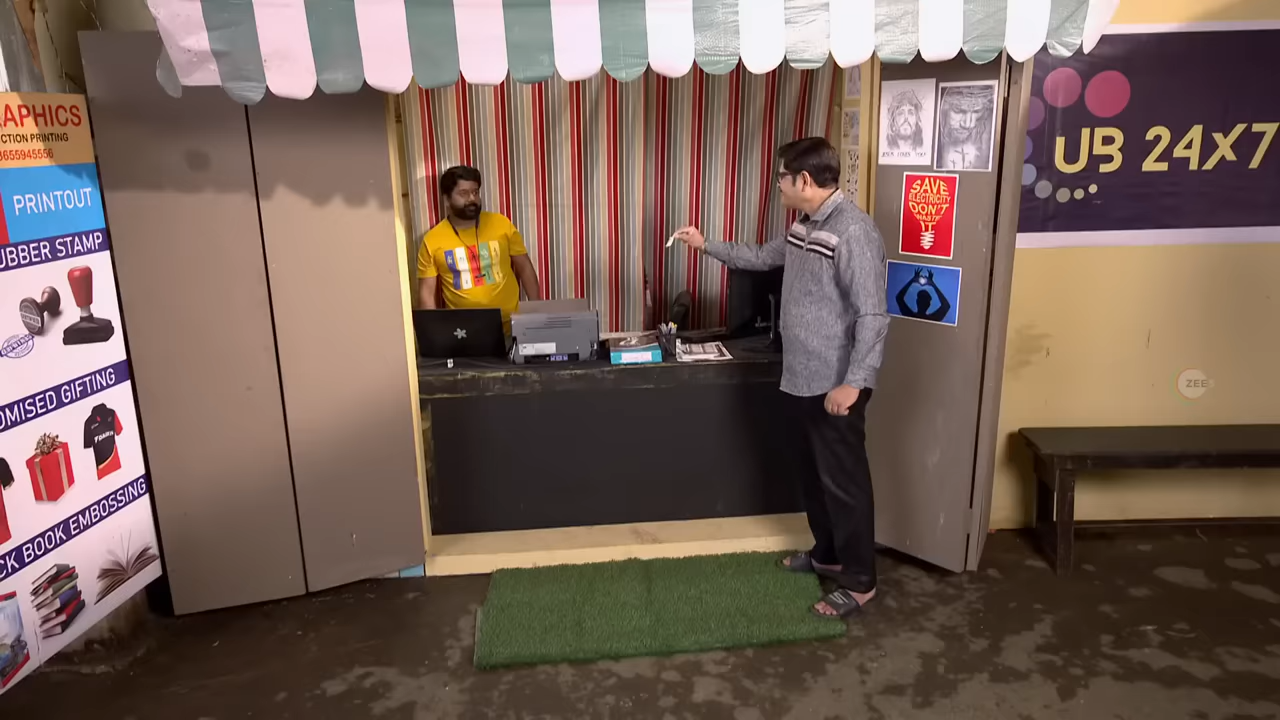 APHICS
CTION PRINTING
8655945556
PRINTOUT
UBBER STAMP
OMISED GIFTING
CK BOOK EMBOSSING
SAVE
ELECTRICITY
DON'T
WASTE
IT
UB 24x7
ZEE